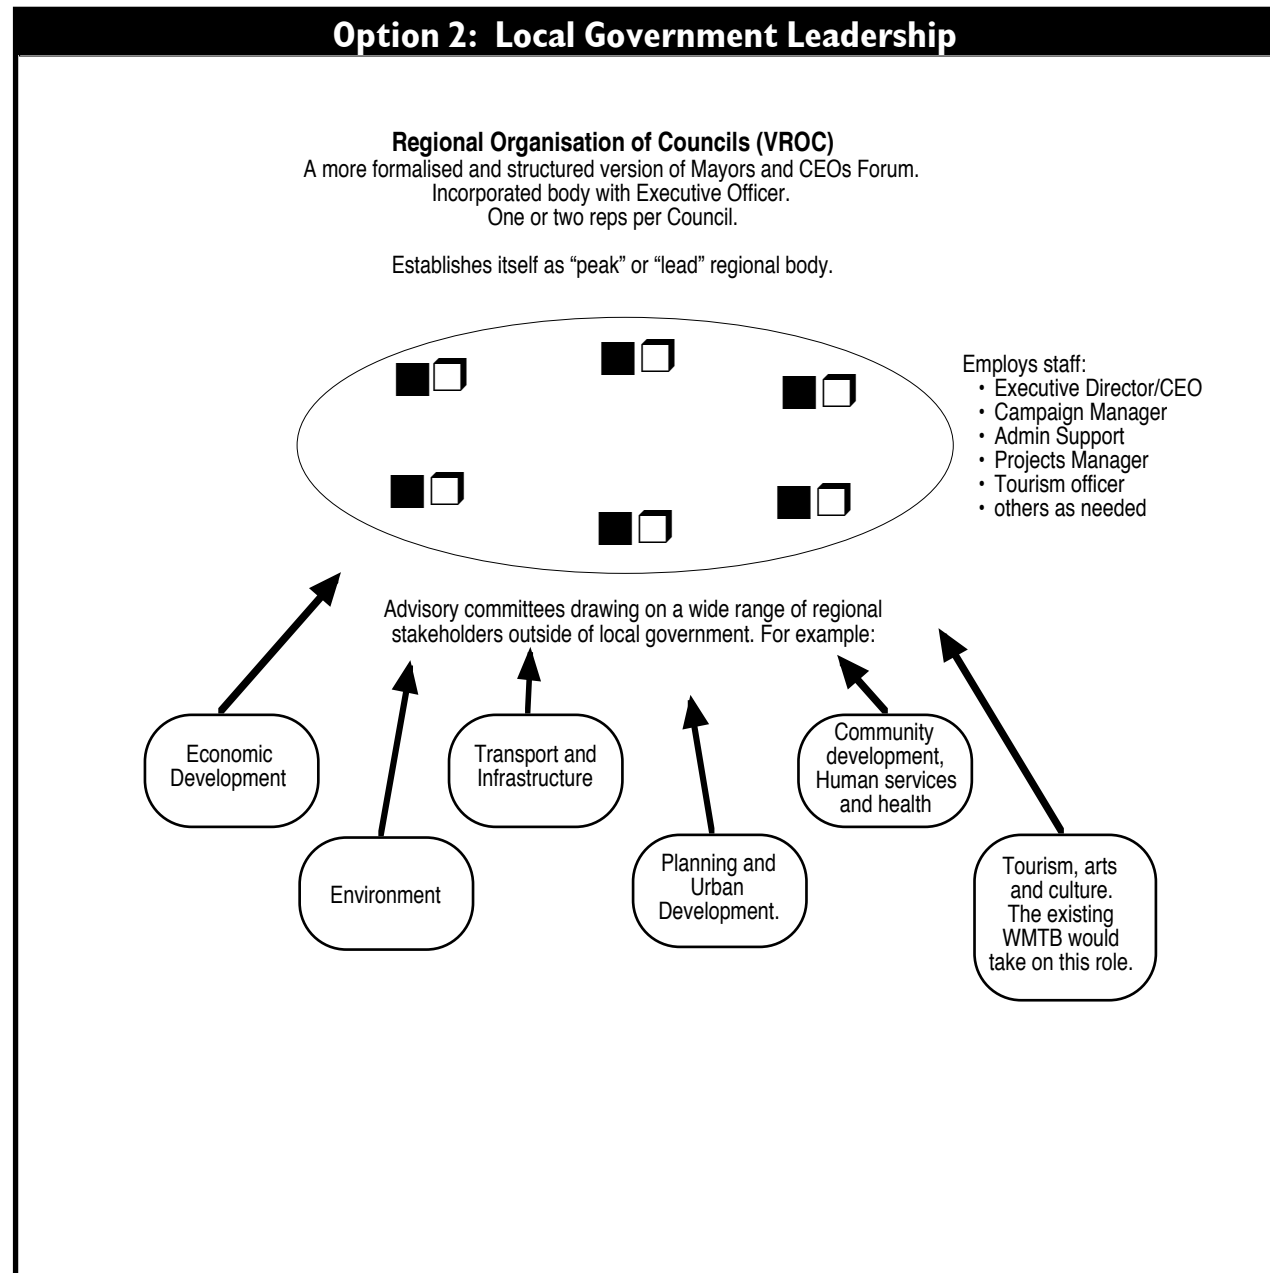 Option 2: Local Government Leadership
Regional Organisation of Councils (VROC)
A more formalised and structured version of Mayors and CEOs Forum.
Incorporated body with Executive Officer.
One or two reps per Council.
Establishes itself as “peak” or “lead” regional body.
Employs staff:
• Executive Director/CEO
• Campaign Manager
• Admin Support
• Projects Manager
• Tourism officer
• others as needed
Advisory committees drawing on a wide range of regional
stakeholders outside of local government. For example:
Economic
Development
Transport and
Infrastructure
Community
development,
Human services
and health
Environment
Planning and
Urban
Development.
Tourism, arts
and culture.
The existing
WMTB would
take on this role.